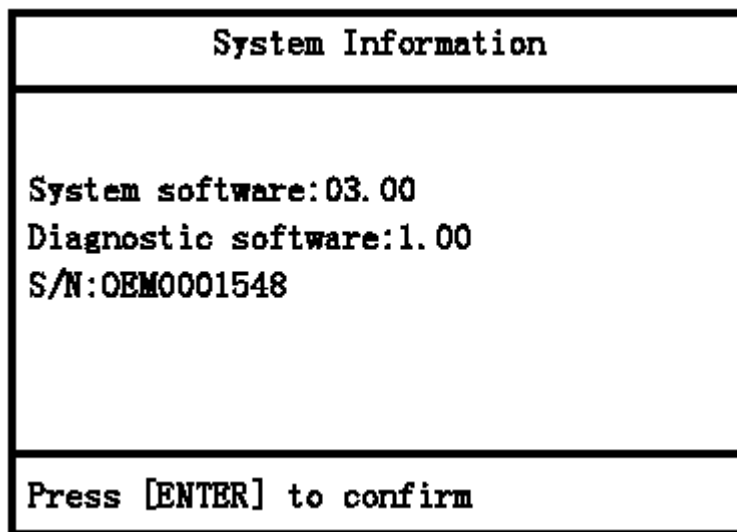 System Information
System software:03.00
Diagnostic software:1.00
S/N:OEM0001548
Press [ENTER] to confirm